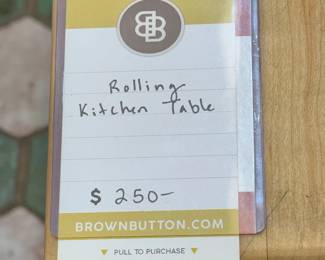 BB
Rolling
Kitchen Table
$ 250-
BROWNBUTTON.COM
▼ PULL TO PURCHASE ▼